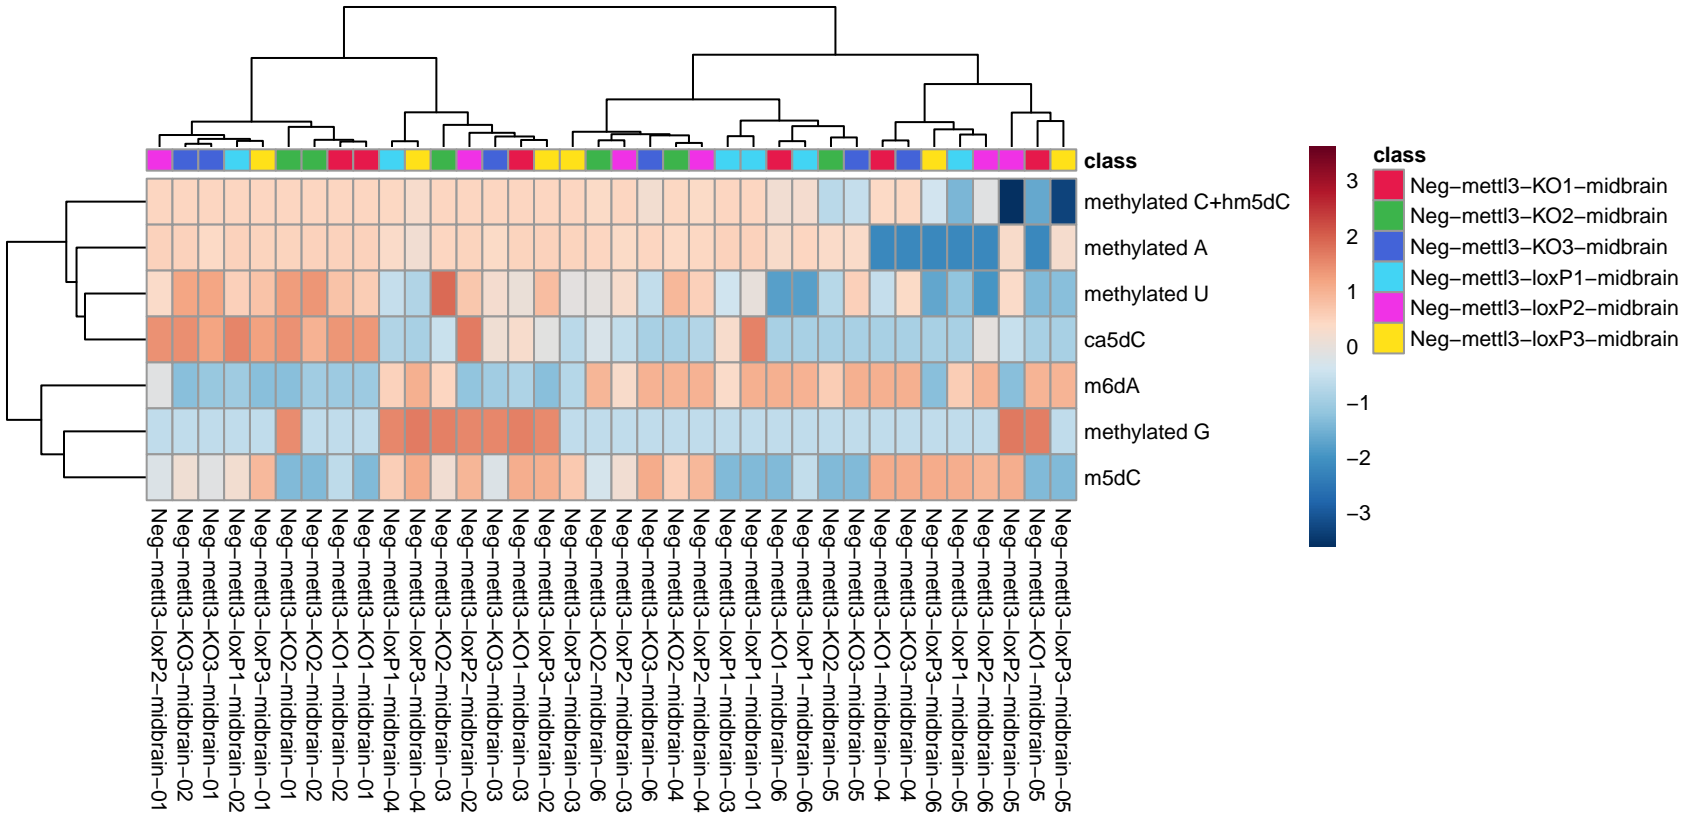 class
methylated C+hm5dC
methylated A
methylated U
ca5dC
m6dA
methylated G
m5dC
Neg−mettl3−loxP2−midbrain−01
Neg−mettl3−KO3−midbrain−02
Neg−mettl3−KO3−midbrain−01
Neg−mettl3−loxP1−midbrain−02
Neg−mettl3−loxP3−midbrain−01
Neg−mettl3−KO2−midbrain−01
Neg−mettl3−KO2−midbrain−02
Neg−mettl3−KO1−midbrain−02
Neg−mettl3−KO1−midbrain−01
Neg−mettl3−loxP1−midbrain−04
Neg−mettl3−loxP3−midbrain−04
Neg−mettl3−KO2−midbrain−03
Neg−mettl3−loxP2−midbrain−02
Neg−mettl3−KO3−midbrain−03
Neg−mettl3−KO1−midbrain−03
Neg−mettl3−loxP3−midbrain−02
Neg−mettl3−loxP3−midbrain−03
Neg−mettl3−KO2−midbrain−06
Neg−mettl3−loxP2−midbrain−03
Neg−mettl3−KO3−midbrain−06
Neg−mettl3−KO2−midbrain−04
Neg−mettl3−loxP2−midbrain−04
Neg−mettl3−loxP1−midbrain−03
Neg−mettl3−loxP1−midbrain−01
Neg−mettl3−KO1−midbrain−06
Neg−mettl3−loxP1−midbrain−06
Neg−mettl3−KO2−midbrain−05
Neg−mettl3−KO3−midbrain−05
Neg−mettl3−KO1−midbrain−04
Neg−mettl3−KO3−midbrain−04
Neg−mettl3−loxP3−midbrain−06
Neg−mettl3−loxP1−midbrain−05
Neg−mettl3−loxP2−midbrain−06
Neg−mettl3−loxP2−midbrain−05
Neg−mettl3−KO1−midbrain−05
Neg−mettl3−loxP3−midbrain−05
3
2
1
0
−1
−2
−3
class
Neg−mettl3−KO1−midbrain
Neg−mettl3−KO2−midbrain
Neg−mettl3−KO3−midbrain
Neg−mettl3−loxP1−midbrain
Neg−mettl3−loxP2−midbrain
Neg−mettl3−loxP3−midbrain